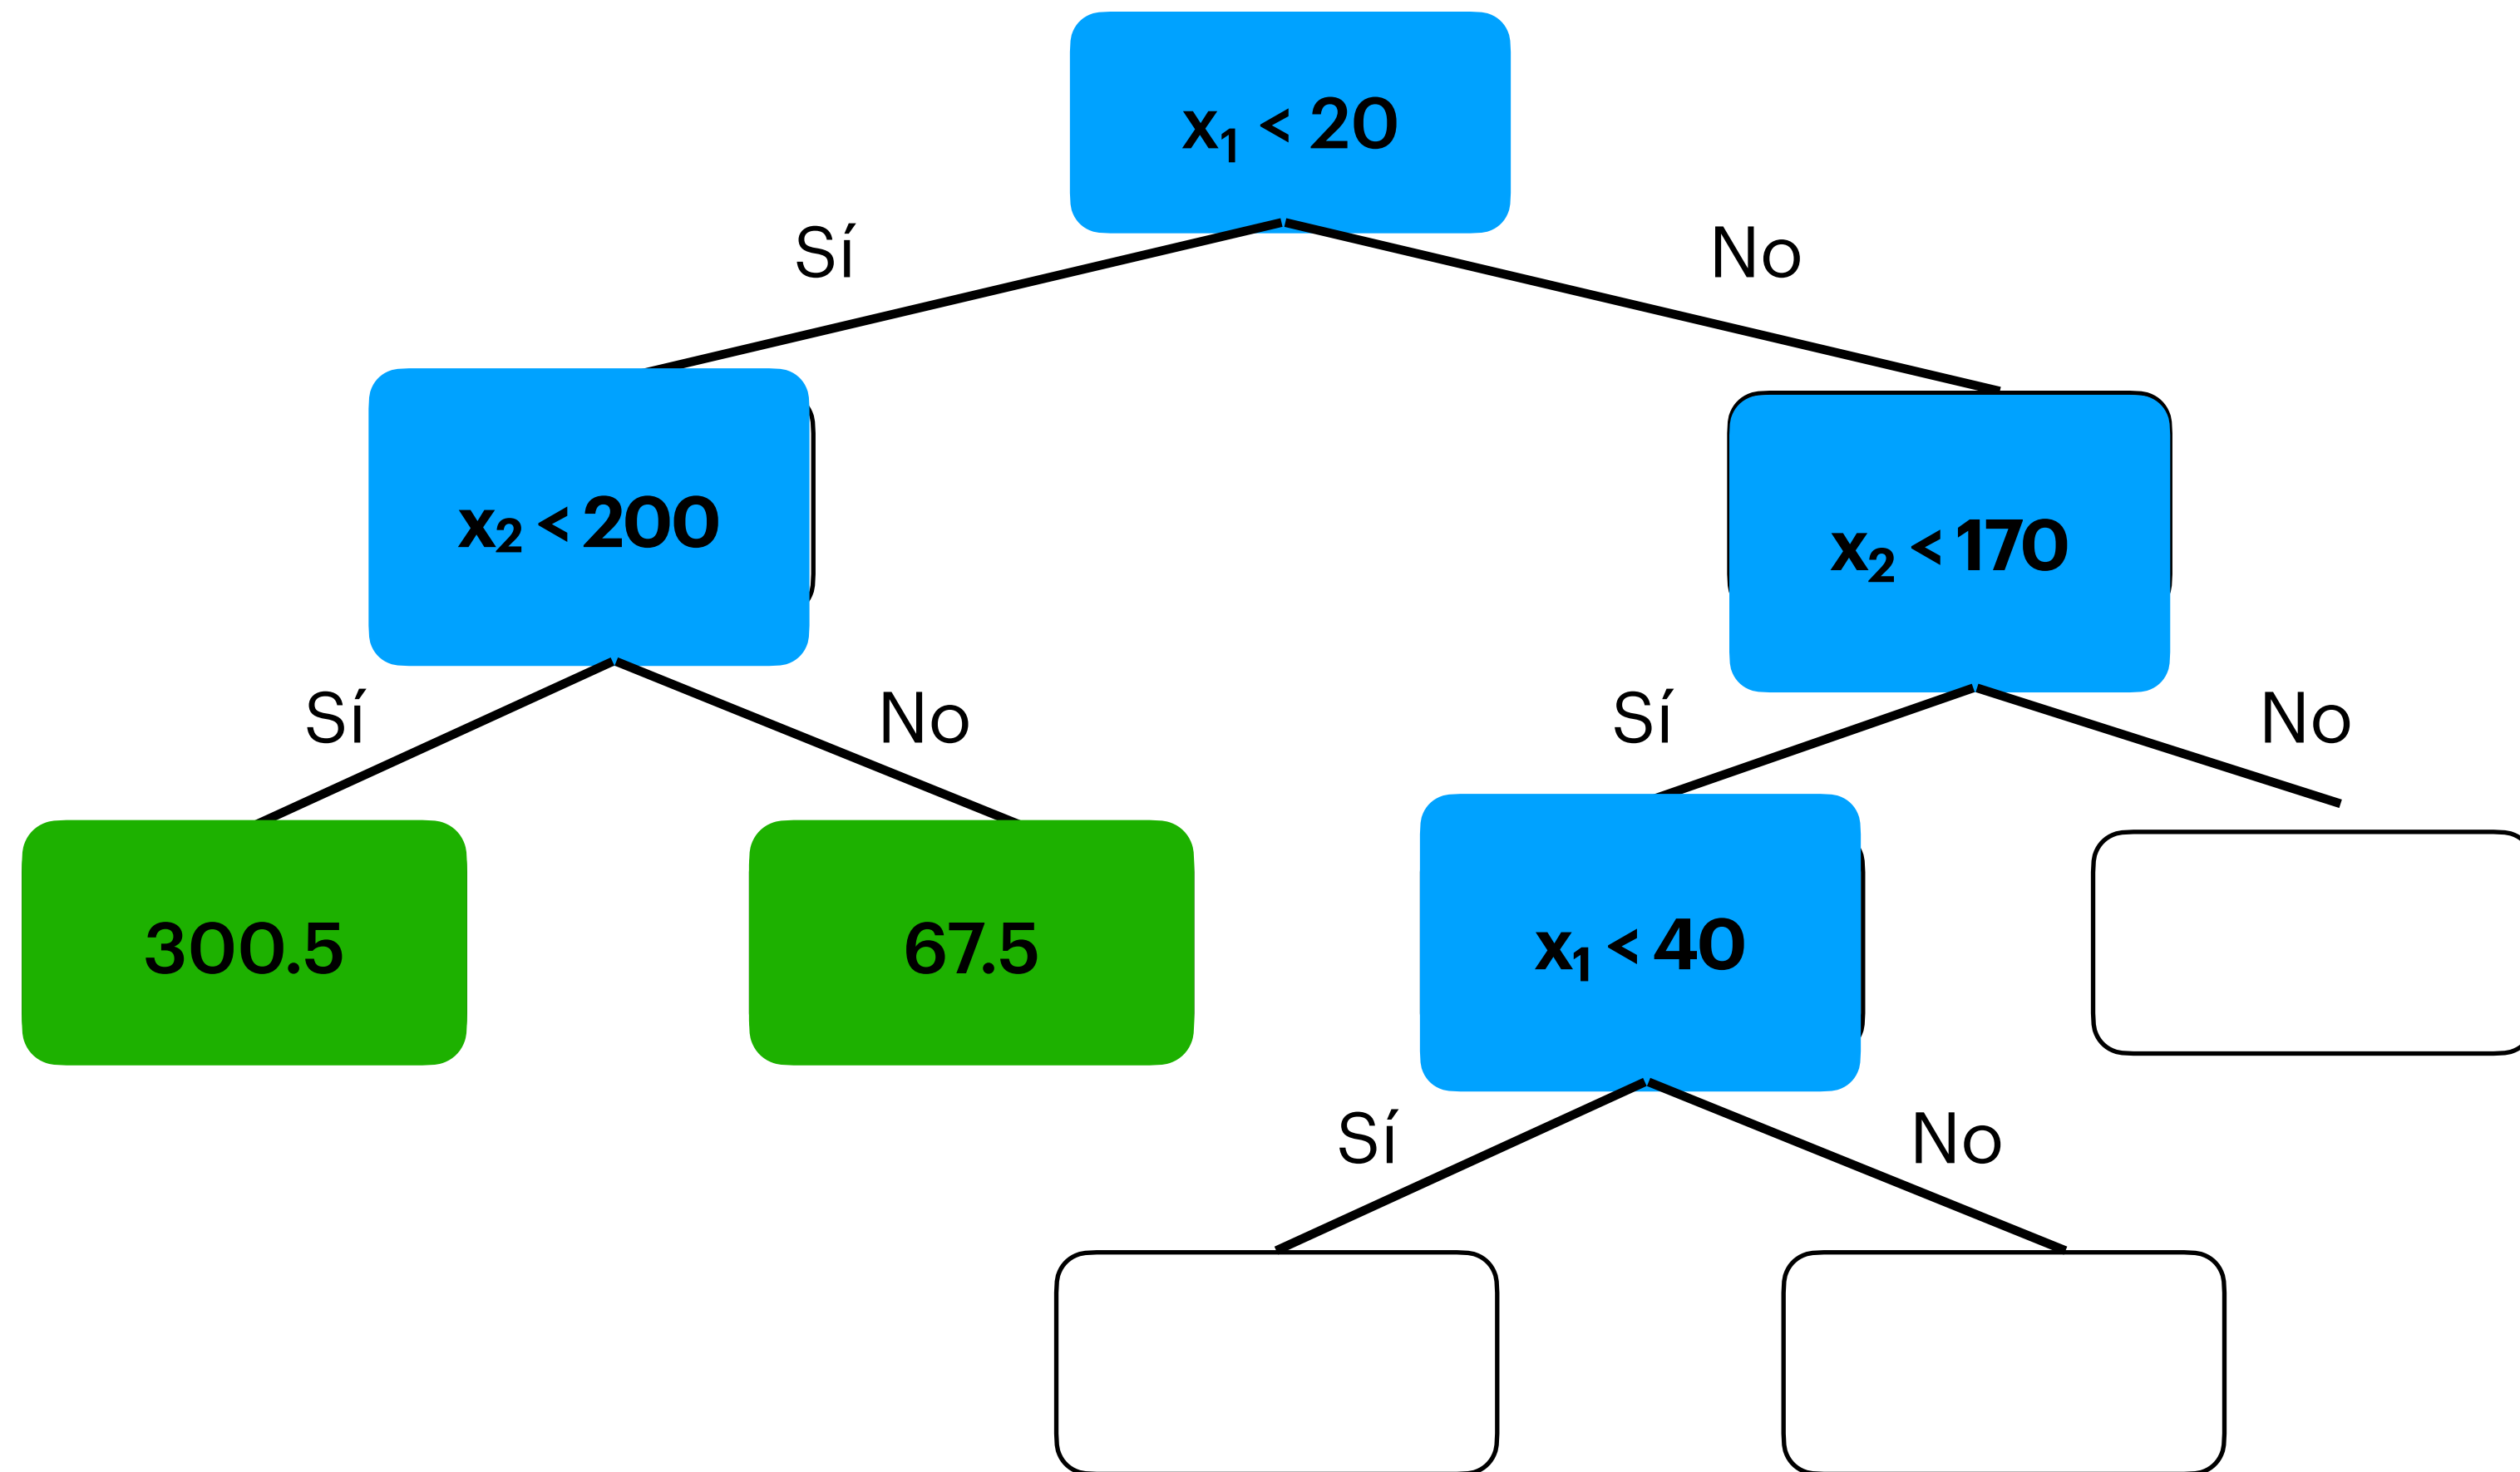 x₁ < 20
Sí
No
x₂ < 200
x₂ < 170
Sí
No
Sí
No
300.5
67.5
x₁ < 40
Sí
No